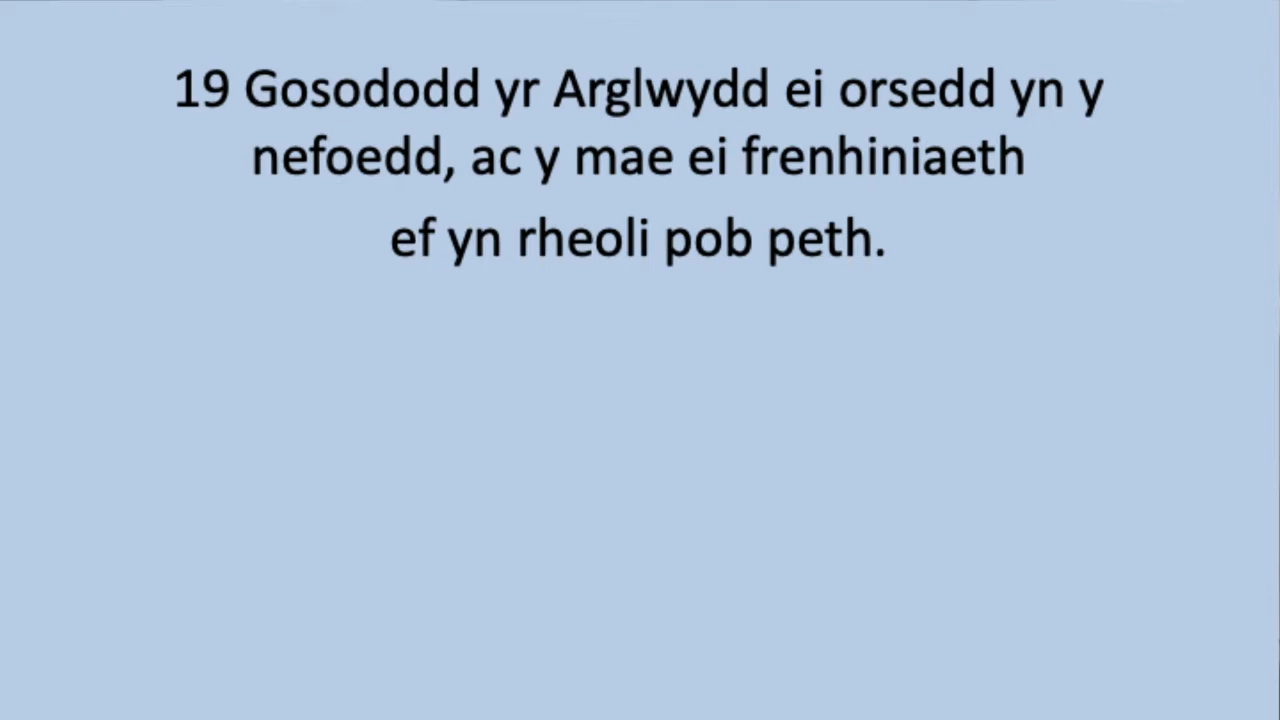 19 Gosododd yr Arglwydd ei orsedd yn y
nefoedd, ac y mae ei frenhiniaeth
ef yn rheoli pob peth.